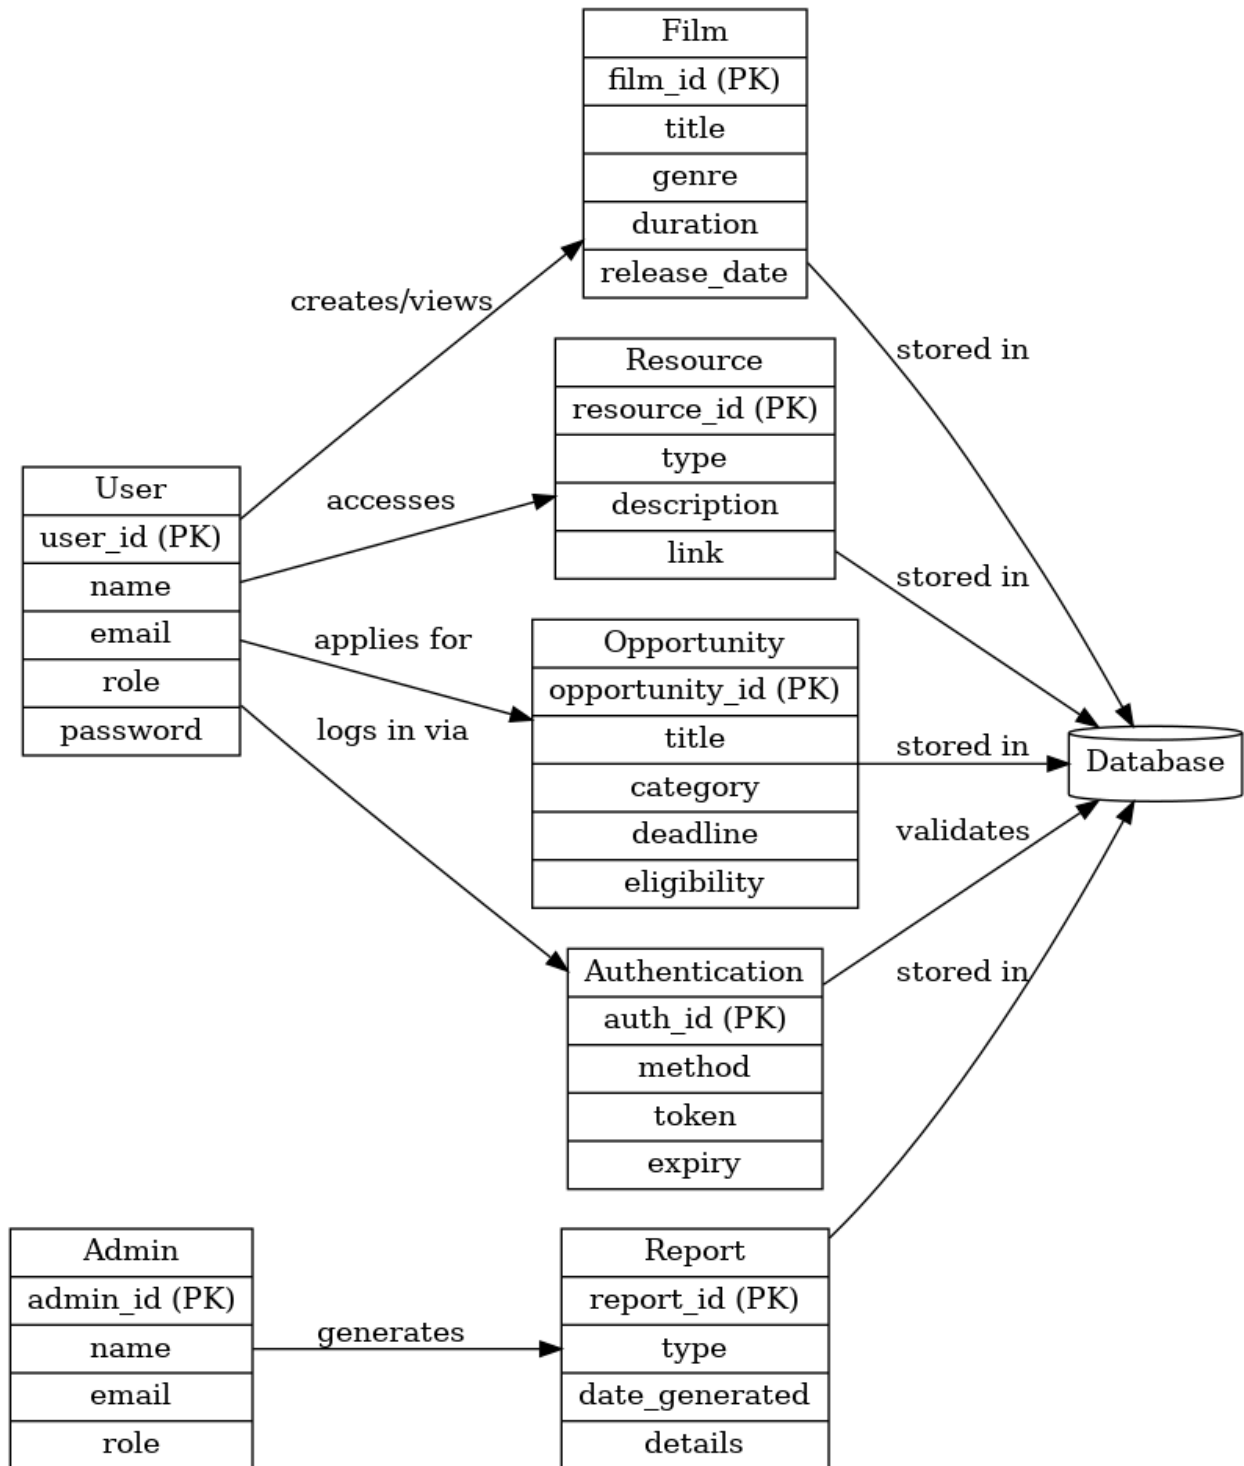 Film
film_id (PK)
title
genre
duration
release_date
creates/views
stored in
Resource
resource_id (PK)
type
description
link
accesses
stored in
User
user_id (PK)
name
email
role
password
applies for
logs in via
Opportunity
opportunity_id (PK)
title
category
deadline
eligibility
stored in
Database
validates
Authentication
auth_id (PK)
method
token
expiry
stored in
Admin
admin_id (PK)
name
email
role
generates
Report
report_id (PK)
type
date_generated
details